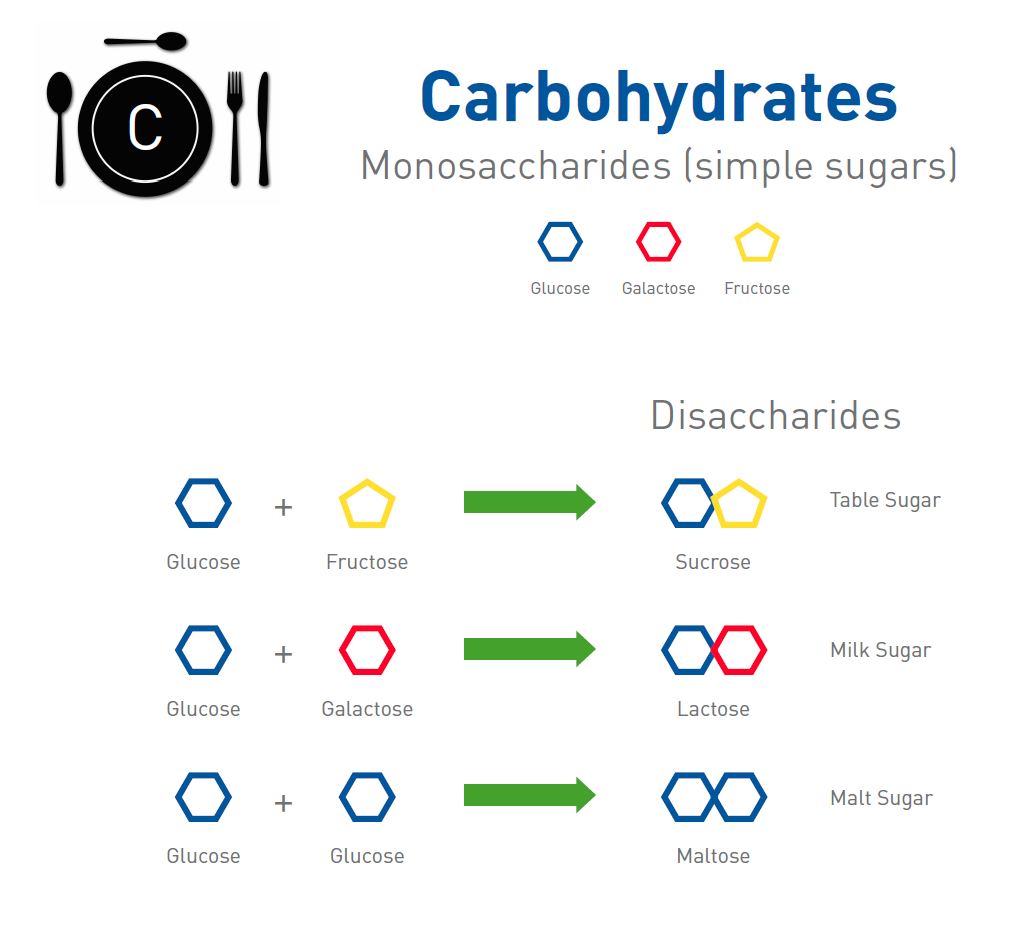 C
Carbohydrates
Monosaccharides (simple sugars)
Glucose Galactose Fructose
Disaccharides
+ Table Sugar
Glucose Fructose Sucrose
+ Milk Sugar
Glucose Galactose Lactose
+ Malt Sugar
Glucose Glucose Maltose